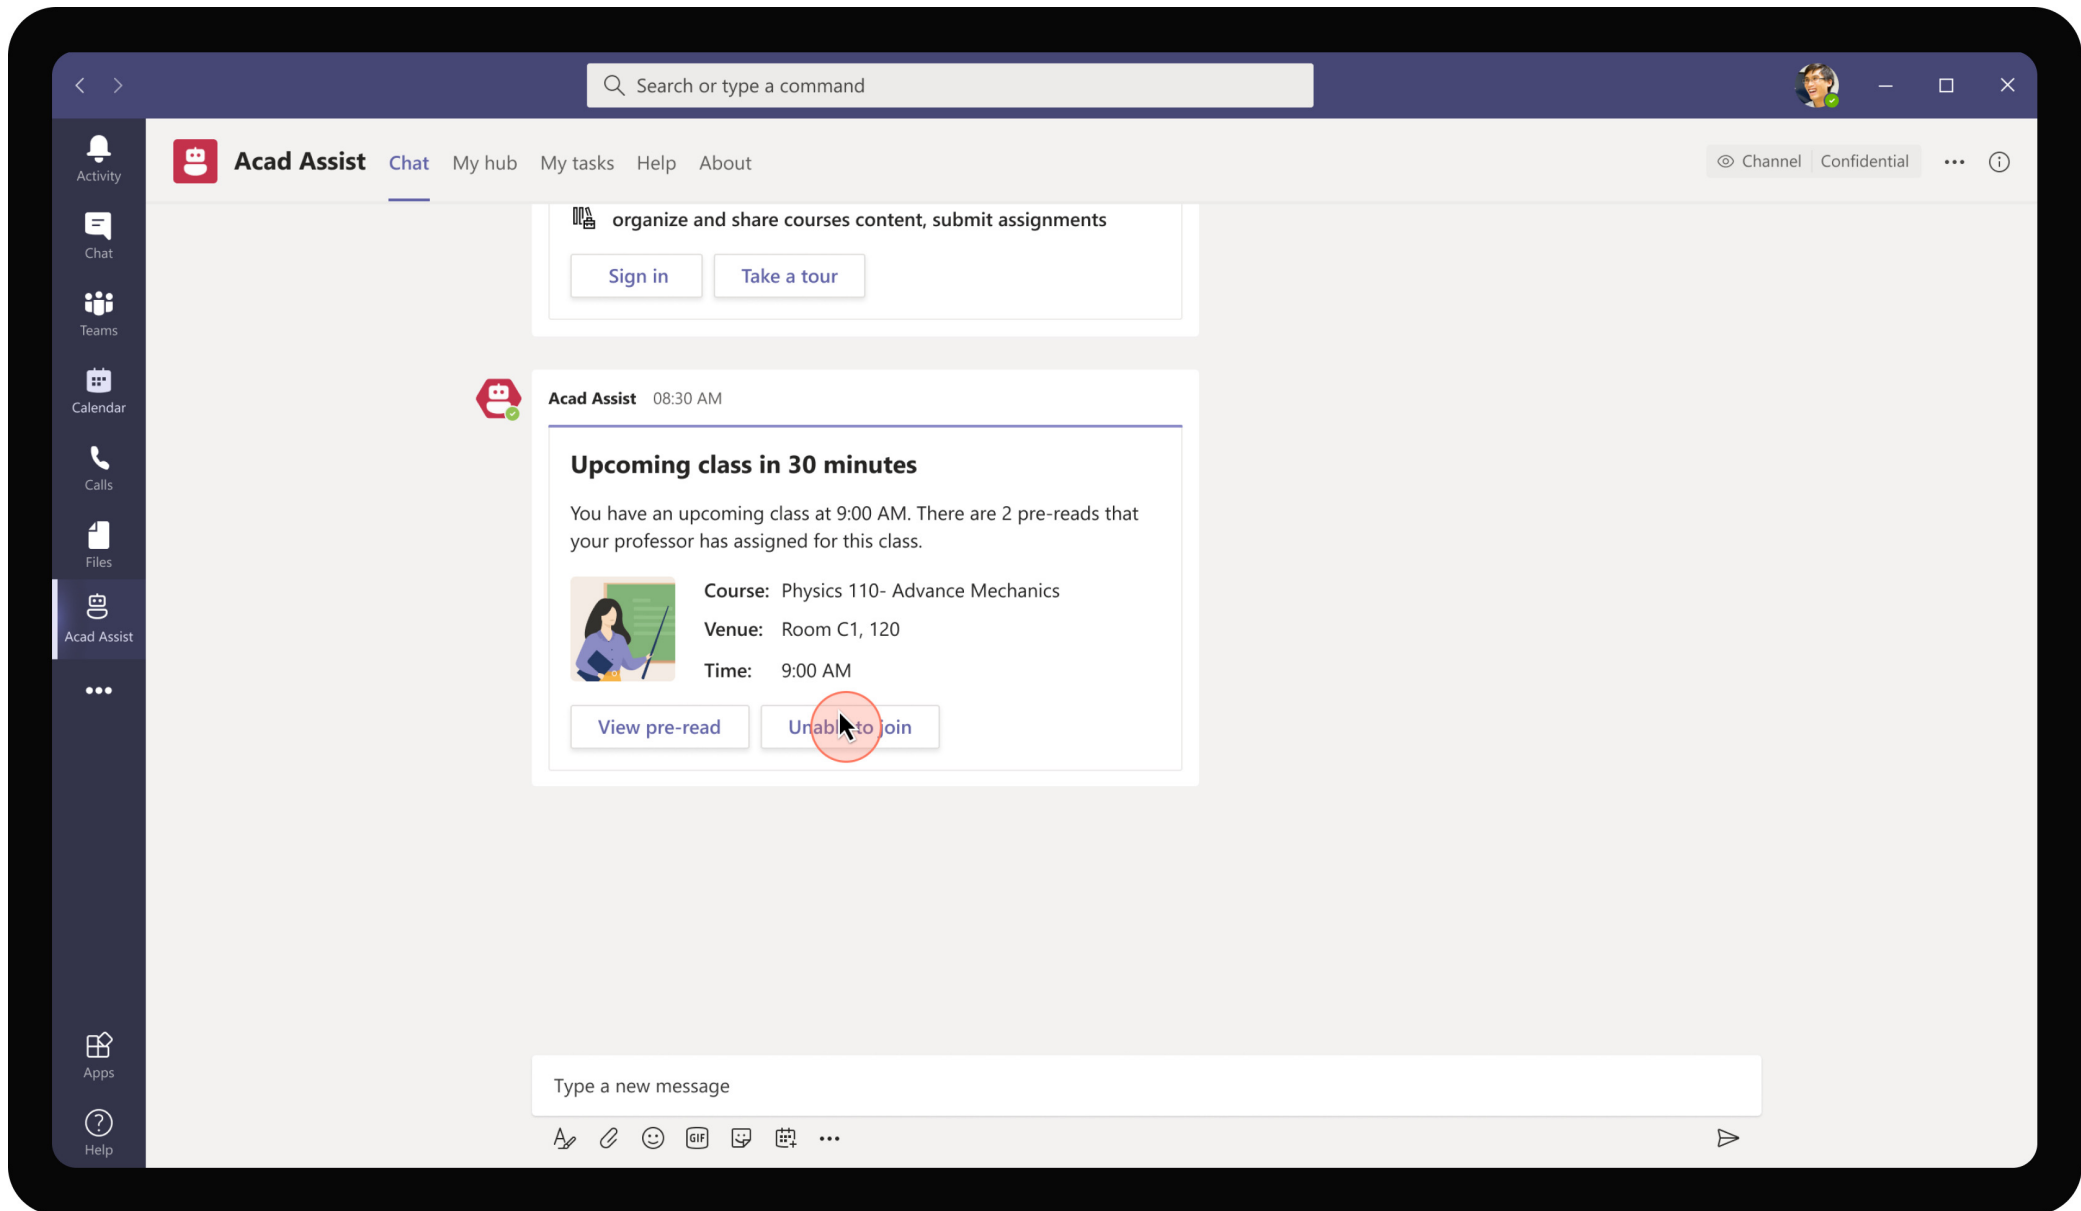 Search or type a command
Activity
Chat
Teams
Calendar
Calls
Files
Acad Assist
Apps
Help
Acad Assist Chat My hub My tasks Help About
Channel Confidential
organize and share courses content, submit assignments
Sign in Take a tour
Acad Assist 08:30 AM
Upcoming class in 30 minutes
You have an upcoming class at 9:00 AM. There are 2 pre-reads that
your professor has assigned for this class.
Course: Physics 110- Advance Mechanics
Venue: Room C1, 120
Time: 9:00 AM
View pre-read Unable to join
Type a new message
GIF